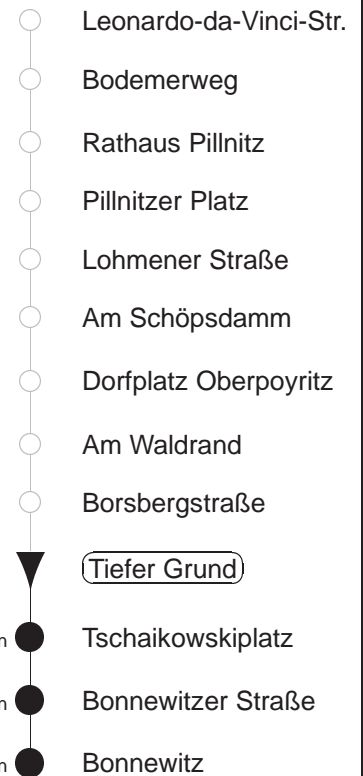 Leonardo-da-Vinci-Str.
Bodemerweg
Rathaus Pillnitz
Pillnitzer Platz
Lohmener Straße
Am Schöpsdamm
Dorfplatz Oberpoyritz
Am Waldrand
Borsbergstraße
Tiefer Grund
Tschaikowskiplatz
Bonnewitzer Straße
Bonnewitz